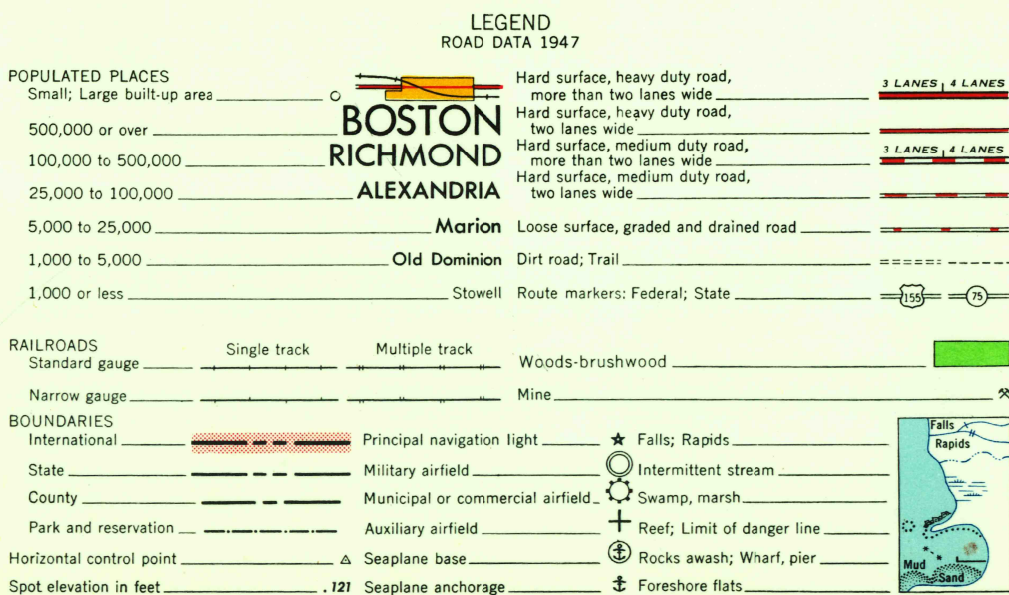 LEGEND
ROAD DATA 1947
POPULATED PLACES
Small; Large built-up area
500,000 or over BOSTON
100,000 to 500,000 RICHMOND
25,000 to 100,000 ALEXANDRIA
5,000 to 25,000 Marion
1,000 to 5,000 Old Dominion
1,000 or less Stowell
Hard surface, heavy duty road,
more than two lanes wide 3 LANES 4 LANES
Hard surface, heavy duty road,
two lanes wide
Hard surface, medium duty road,
more than two lanes wide 3 LANES 4 LANES
Hard surface, medium duty road,
two lanes wide
Loose surface, graded and drained road
Dirt road; Trail
Route markers: Federal; State 155 75
RAILROADS Single track Multiple track
Standard gauge
Narrow gauge
Woods-brushwood
Mine
BOUNDARIES
International
State
County
Park and reservation
Horizontal control point
Spot elevation in feet . 121
Principal navigation light
Military airfield
Municipal or commercial airfield
Auxiliary airfield
Seaplane base
Seaplane anchorage
Falls; Rapids
Intermittent stream
Swamp, marsh
Reef; Limit of danger line
Rocks awash; Wharf, pier
Foreshore flats
Falls
Rapids
Mud
Sand